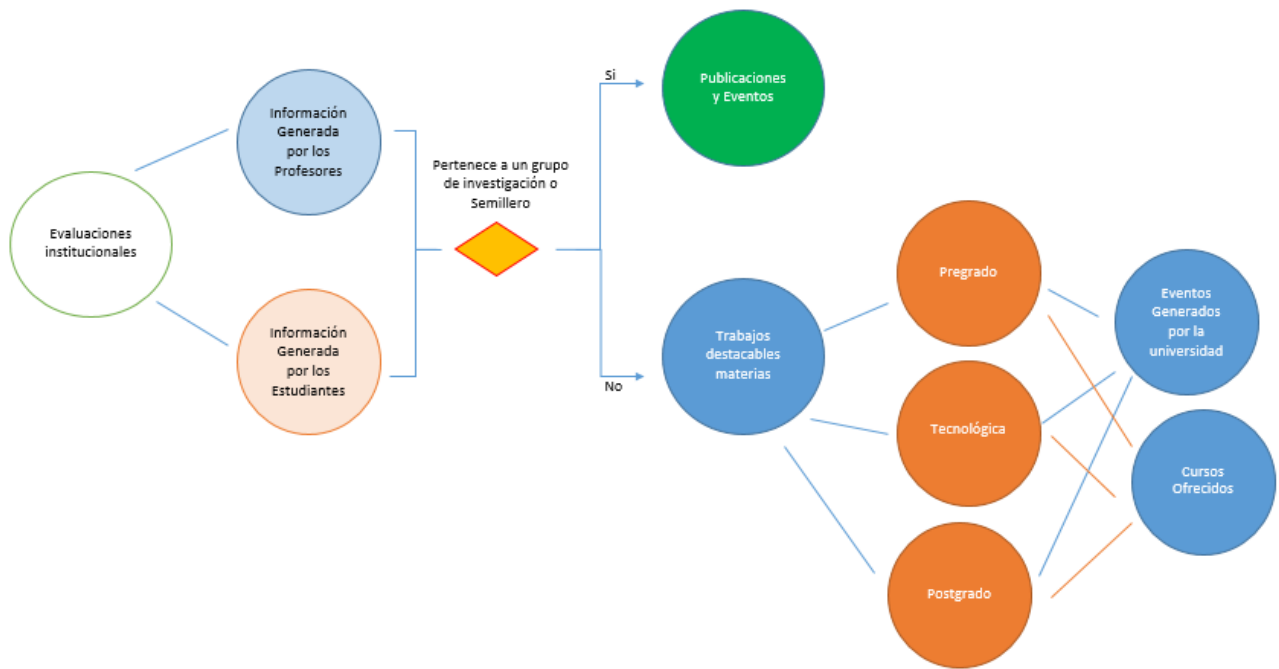 Evaluaciones
institucionales
Información
Generada
por los
Profesores
Información
Generada
por los
Estudiantes
Pertenece a un grupo
de investigación o
Semillero
Si
No
Publicaciones
y Eventos
Trabajos
destacables
materias
Pregrado
Tecnológica
Postgrado
Eventos
Generados
por la
universidad
Cursos
Ofrecidos